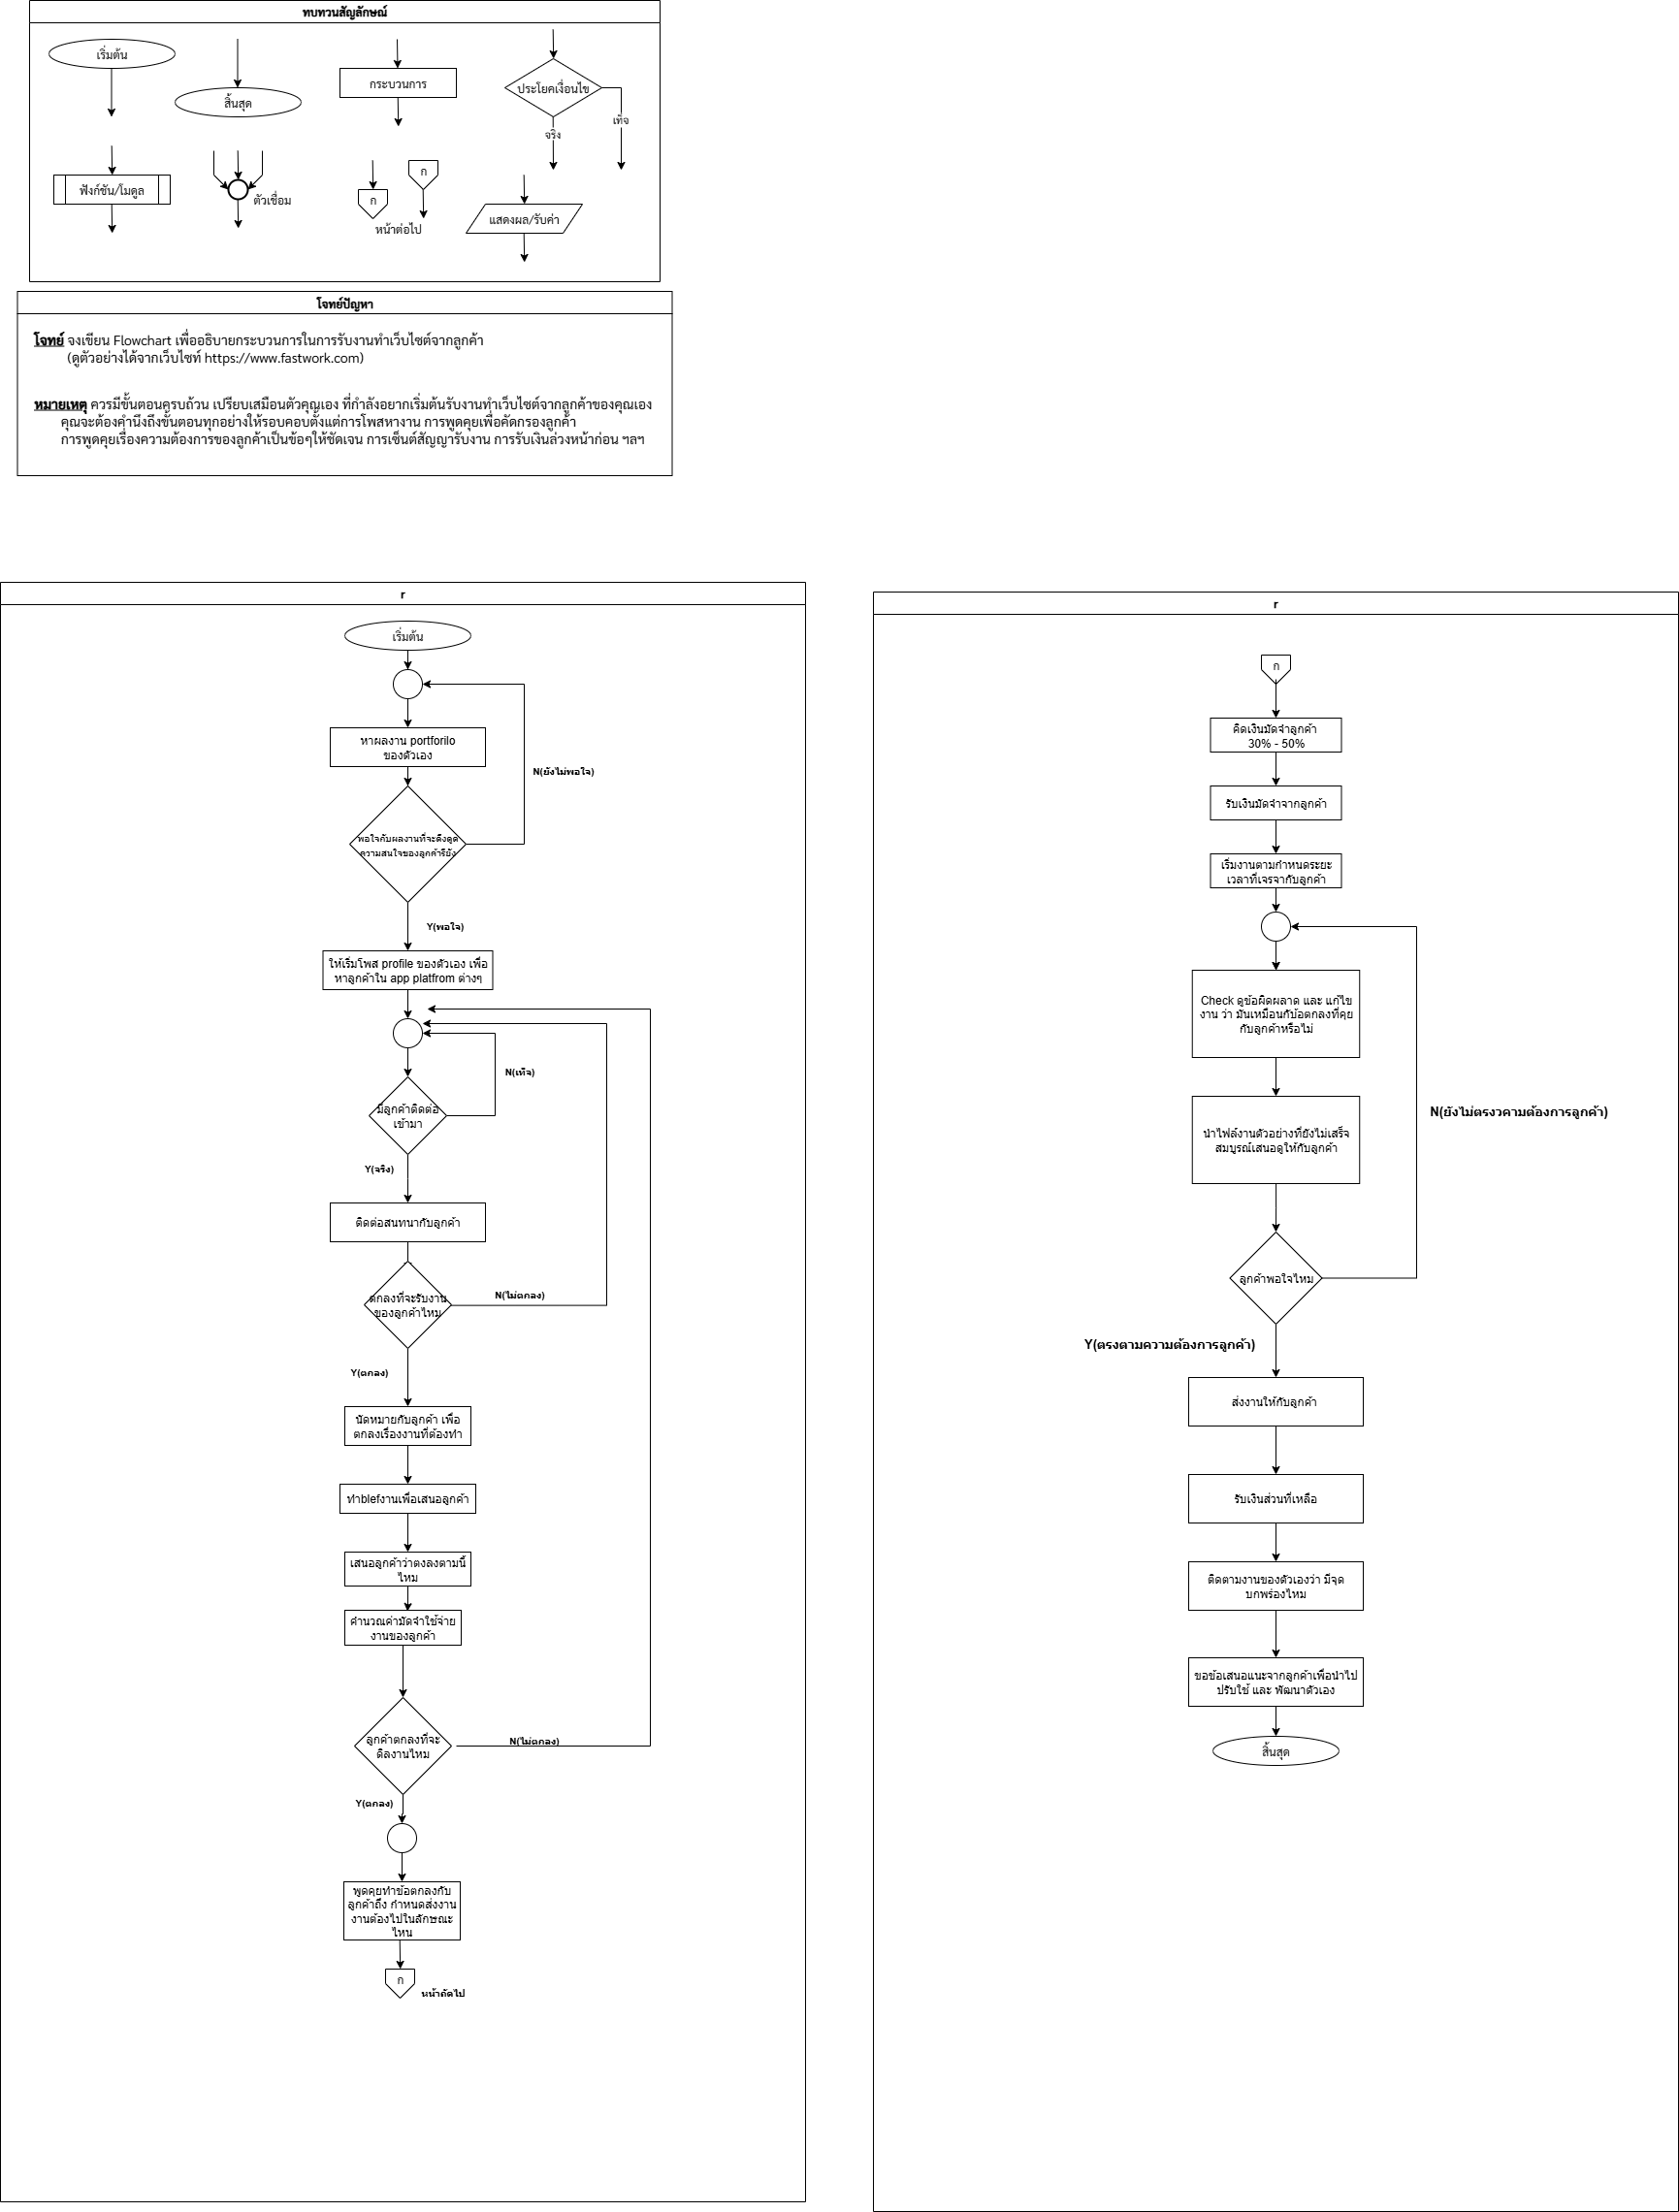 ทบทวนสัญลักษณ์
เริ่มต้น
สิ้นสุด
กระบวนการ
ประโยคเงื่อนไข
จริง
เท็จ
ฟังก์ชัน/โมดูล
ตัวเชื่อม
ก
ก
หน้าต่อไป
แสดงผล/รับค่า
โจทย์ปัญหา
โจทย์ จงเขียน Flowchart เพื่ออธิบายกระบวนการในการรับงานทำเว็บไซต์จากลูกค้า
(ดูตัวอย่างได้จากเว็บไซท์ https://www.fastwork.com)
หมายเหตุ ควรมีขั้นตอนครบถ้วน เปรียบเสมือนตัวคุณเอง ที่กำลังอยากเริ่มต้นรับงานทำเว็บไซต์จากลูกค้าของคุณเอง
คุณจะต้องคำนึงถึงขั้นตอนทุกอย่างให้รอบคอบตั้งแต่การโพสหางาน การพูดคุยเพื่อคัดกรองลูกค้า
การพูดคุยเรื่องความต้องการของลูกค้าเป็นข้อๆให้ชัดเจน การเซ็นต์สัญญารับงาน การรับเงินล่วงหน้าก่อน ฯลฯ
r
เริ่มต้น
หาผลงาน portforilo
ของตัวเอง
N(ยังไม่พอใจ)
พอใจกับผลงานที่จะดึงดูด
ความสนใจของลูกค้ารึยัง
Y(พอใจ)
ให้เริ่มโพส profile ของตัวเอง เพื่อ
หาลูกค้าใน app platfrom ต่างๆ
N(เท็จ)
มีลูกค้าติดต่อ
เข้ามา
Y(จริง)
ติดต่อสนทนากับลูกค้า
ตกลงที่จะรับงาน
ของลูกค้าไหม
N(ไม่ตกลง)
Y(ตกลง)
นัดหมายกับลูกค้า เพื่อ
ตกลงเรื่องงานที่ต้องทำ
ทำblefงานเพื่อเสนอลูกค้า
เสนอลูกค้าว่าตงลงตามนี้
ไหม
คำนวณค่ามัดจำใช้จ่าย
งานของลูกค้า
ลูกค้าตกลงที่จะ
ดิลงานไหม
N(ไม่ตกลง)
Y(ตกลง)
พูดคุยทำข้อตกลงกับ
ลูกค้าถึง กำหนดส่งงาน
งานต้องไปในลักษณะ
ไหน
ก
หน้าถัดไป
r
ก
คิดเงินมัดจำลูกค้า
30% - 50%
รับเงินมัดจำจากลูกค้า
เริ่มงานตามกำหนดระยะ
เวลาที่เจรจากับลูกค้า
Check ดูข้อผิดผลาด และ แก้ไข
งาน ว่า มันเหมือนกับ้อตกลงที่คุย
กับลูกค้าหรือไม่
นำไฟล์งานตัวอย่างที่ยังไม่เสร็จ
สมบูรณ์เสนอดูให้กับลูกค้า
N(ยังไม่ตรงวคามต้องการลูกค้า)
ลูกค้าพอใจไหม
Y(ตรงตามความต้องการลูกค้า)
ส่งงานให้กับลูกค้า
รับเงินส่วนที่เหลือ
ติดตามงานของตัวเองว่า มีจุด
บกพร่องไหม
ขอข้อเสนอแนะจากลูกค้าเพื่อนำไป
ปรับใช้ และ พัฒนาตัวเอง
สิ้นสุด